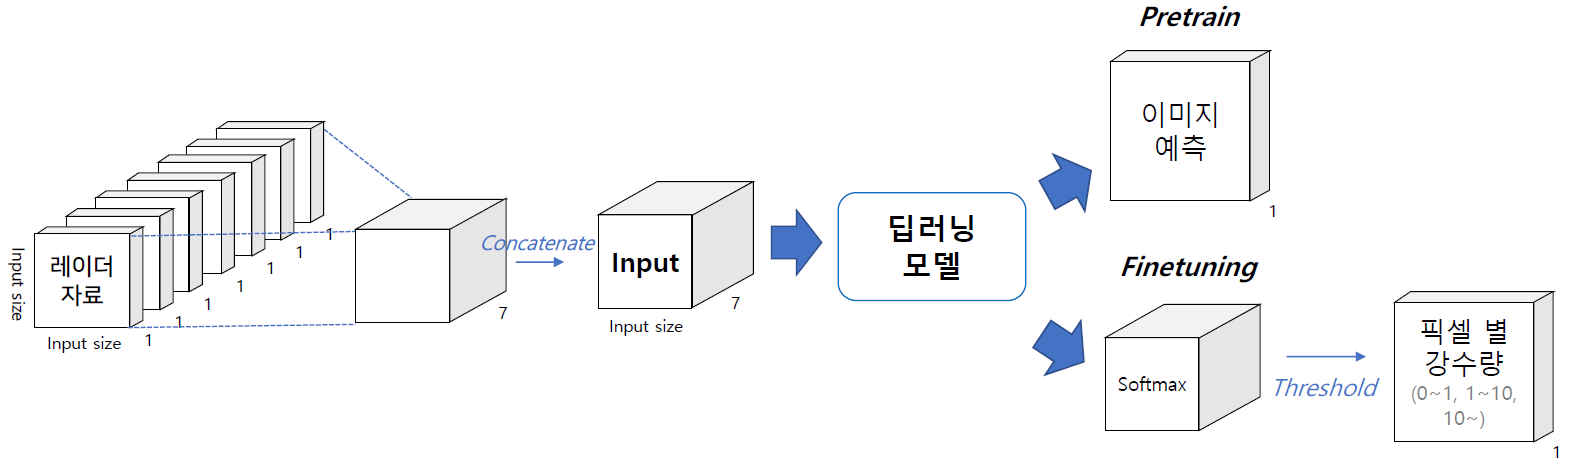 Input size
레이더
자료
Input size
1
1
1
1
1
1
1
7
Concatenate
Input
Input size
7
딥러닝
모델
Pretrain
이미지
예측
1
Finetuning
Softmax
Threshold
픽셀 별
강수량
(0~1, 1~10,
10~)
1